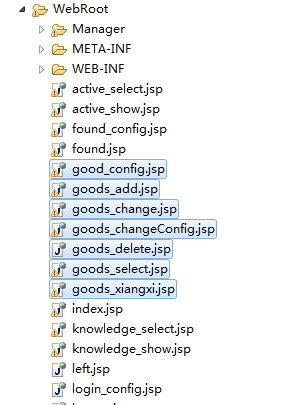 WebRoot
Manager
META-INF
WEB-INF
active_select.jsp
active_show.jsp
found_config.jsp
found.jsp
good_config.jsp
goods_add.jsp
goods_change.jsp
goods_changeConfig.jsp
goods_delete.jsp
goods_select.jsp
goods_xiangxi.jsp
index.jsp
knowledge_select.jsp
knowledge_show.jsp
left.jsp
login_config.jsp